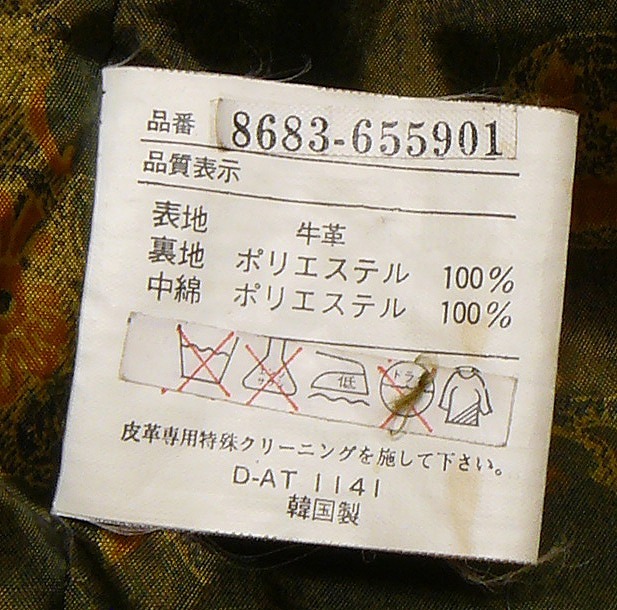 品番 8683-655901
品質表示
表地 牛革
裏地 ポリエステル 100%
中綿 ポリエステル 100%
低
皮革専用特殊クリーニングを施して下さい。
D-AT 1141
韓国製